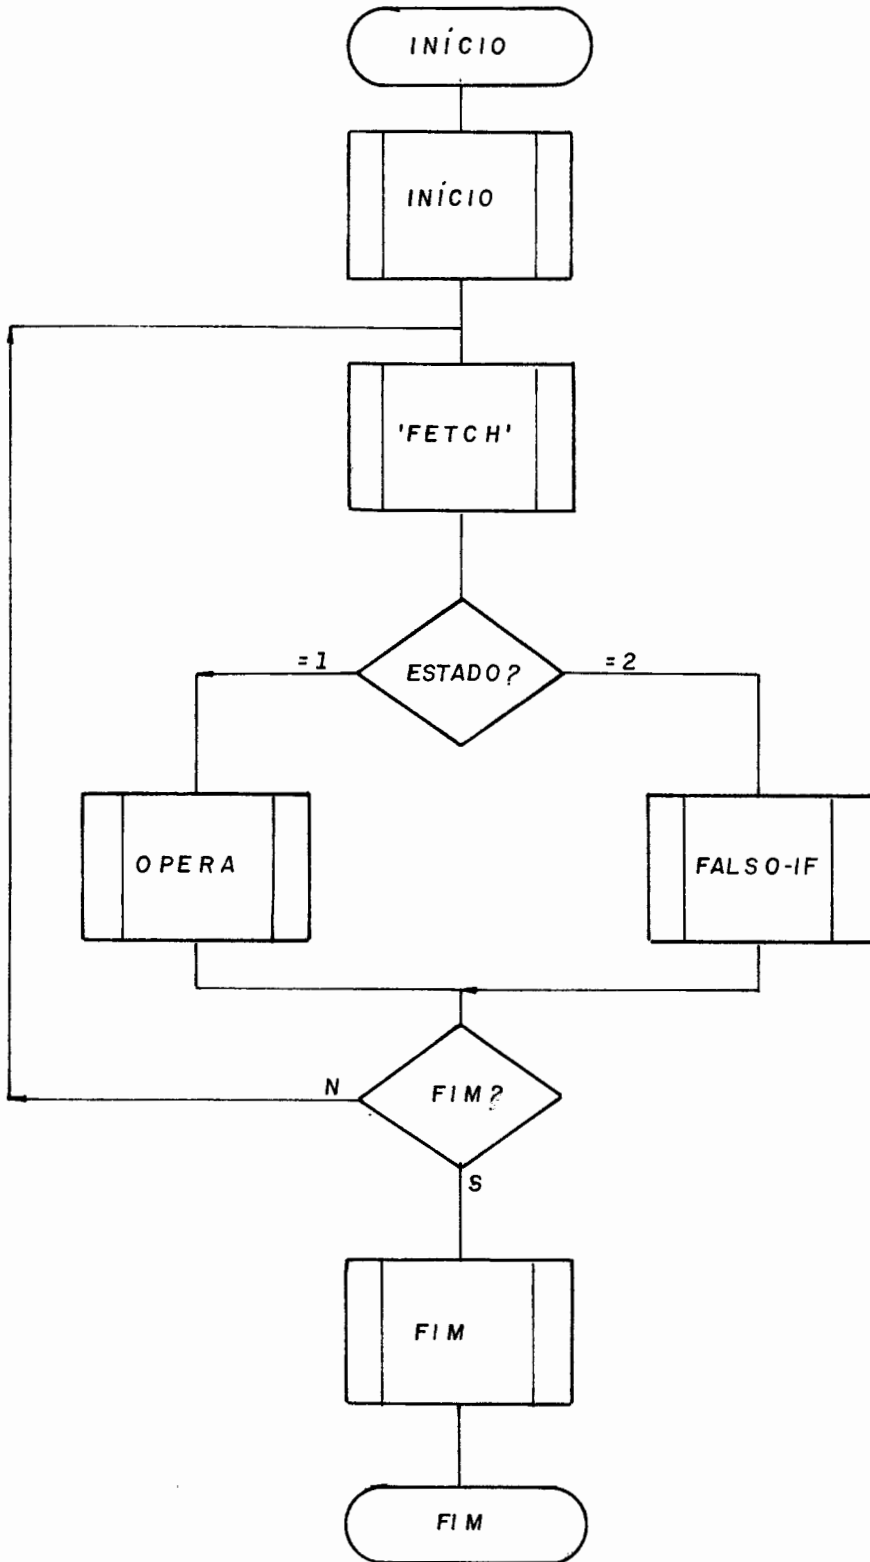 INÍCIO
INÍCIO
'FETCH'
=1
ESTADO?
=2
OPERA
FALSO-IF
N
FIM?
S
FIM
FIM